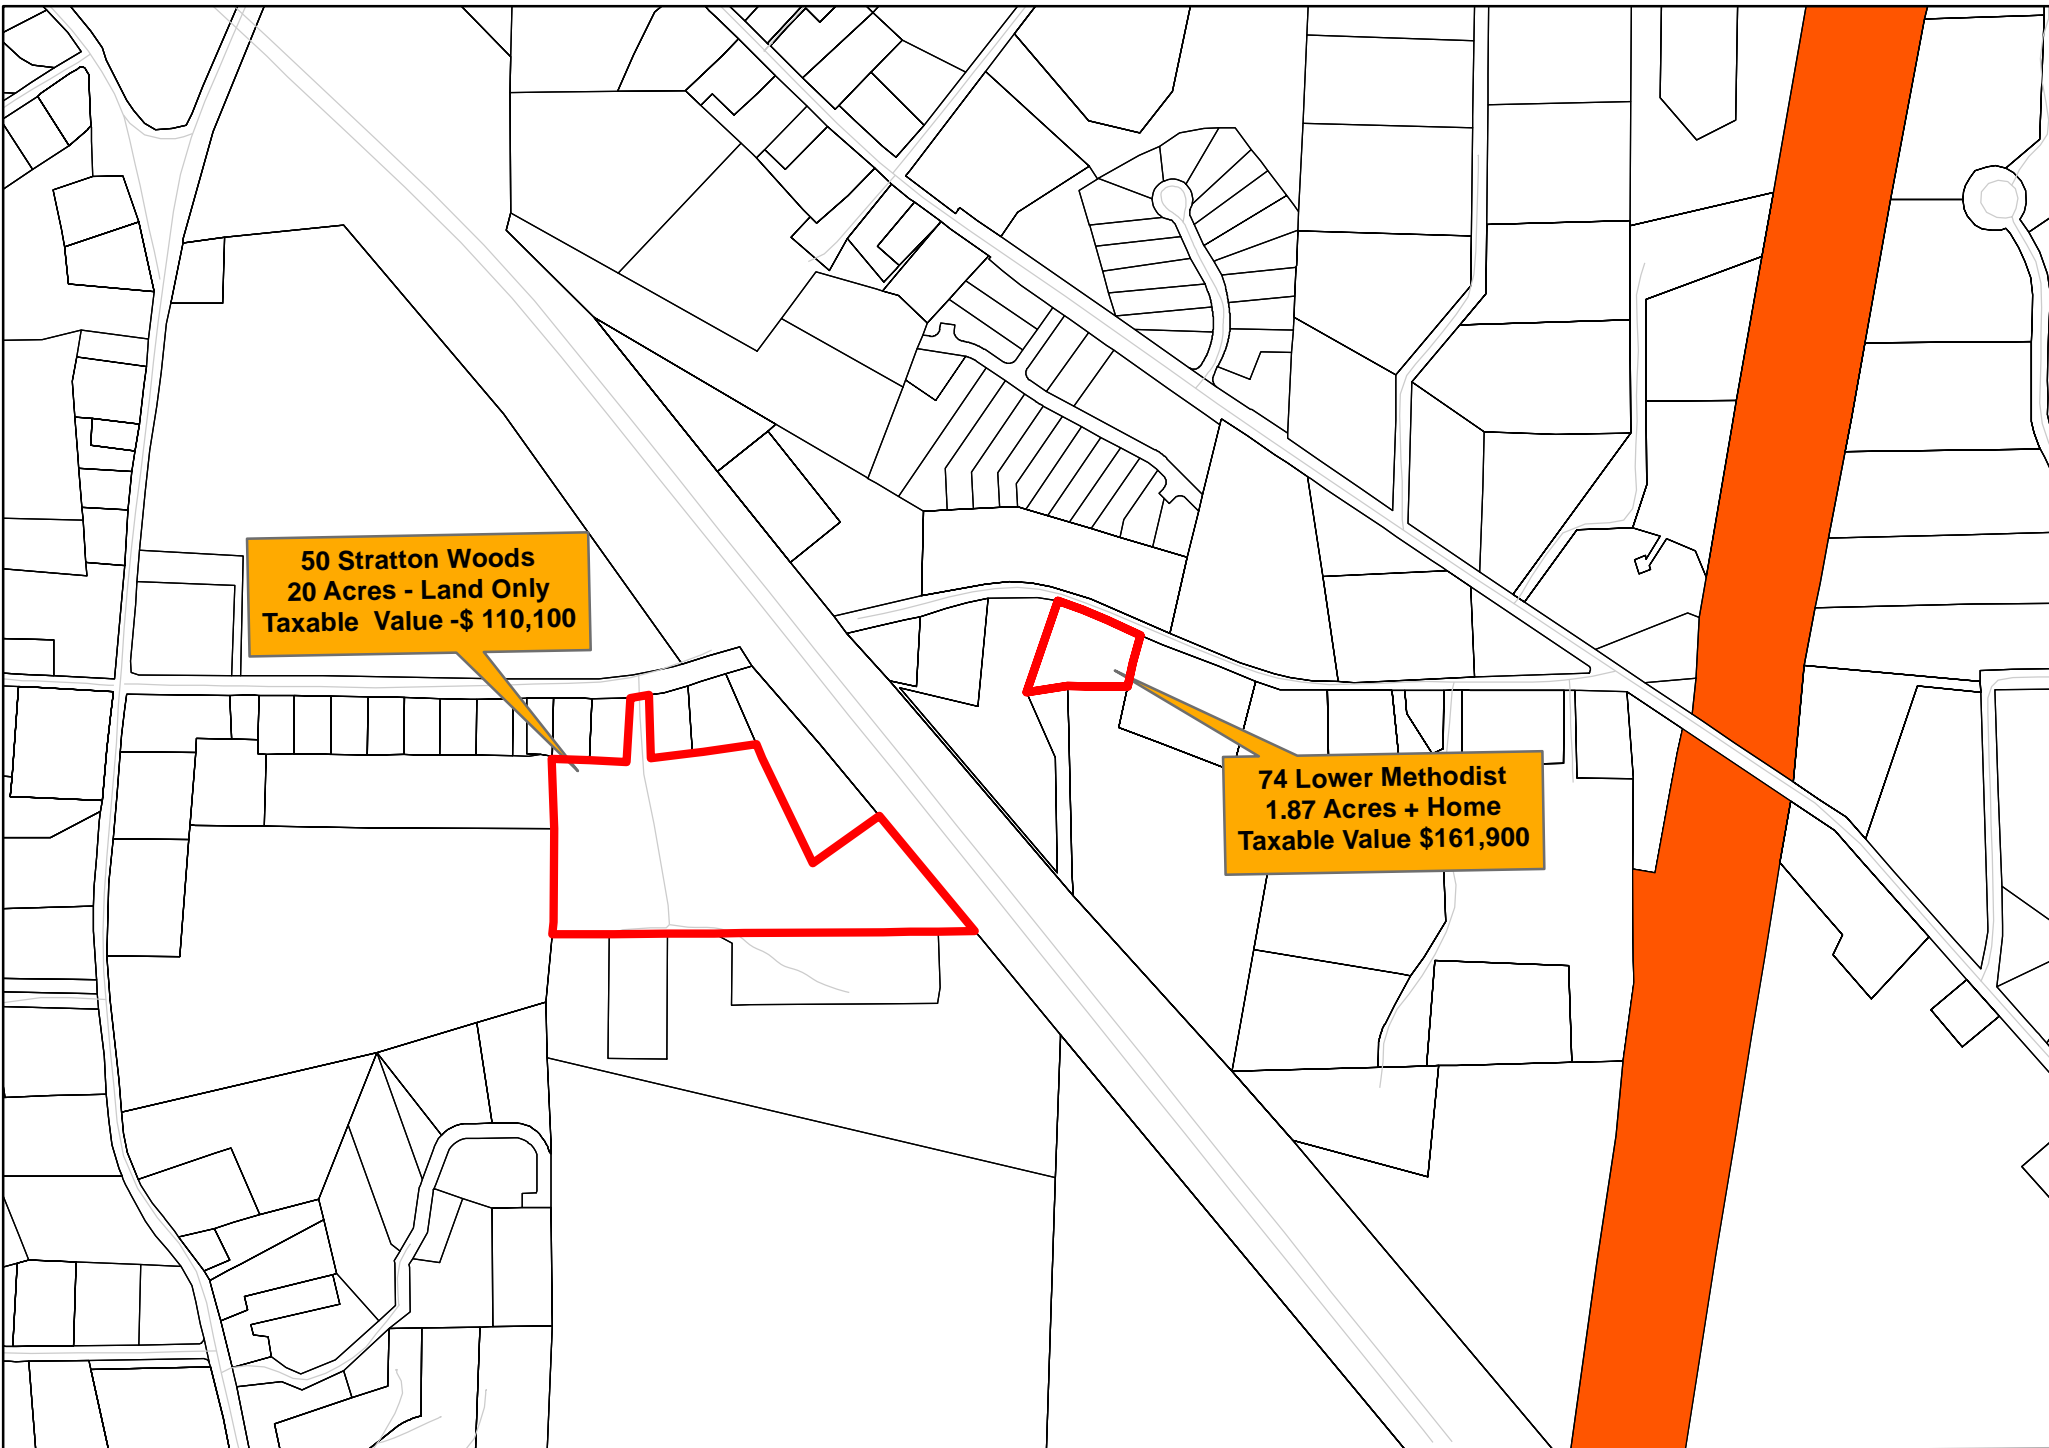 50 Stratton Woods
20 Acres - Land Only
Taxable Value -$ 110,100
74 Lower Methodist
1.87 Acres + Home
Taxable Value $161,900